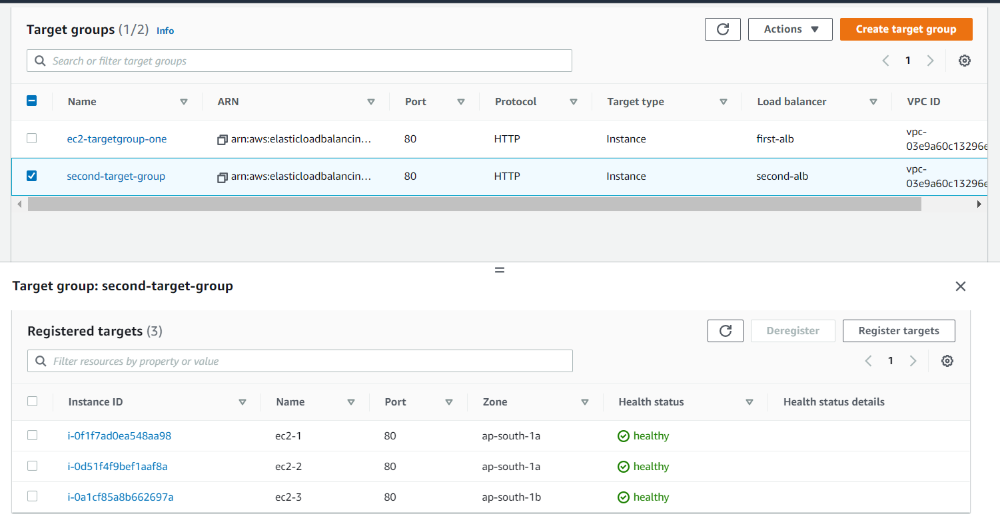 Target groups (1/2) Info
Actions
Create target group
Search or filter target groups
1
Name ARN Port Protocol Target type Load balancer VPC ID
ec2-targetgroup-one arn:aws:elasticloadbalancin... 80 HTTP Instance first-alb vpc-
03e9a60c13296e
second-target-group arn:aws:elasticloadbalancin... 80 HTTP Instance second-alb vpc-
03e9a60c13296e
Target group: second-target-group
Registered targets (3)
Deregister
Register targets
Filter resources by property or value
1
Instance ID Name Port Zone Health status Health status details
i-0f1f7ad0ea548aa98 ec2-1 80 ap-south-1a healthy
i-0d51f4f9bef1aaf8a ec2-2 80 ap-south-1a healthy
i-0a1cf85a8b662697a ec2-3 80 ap-south-1b healthy